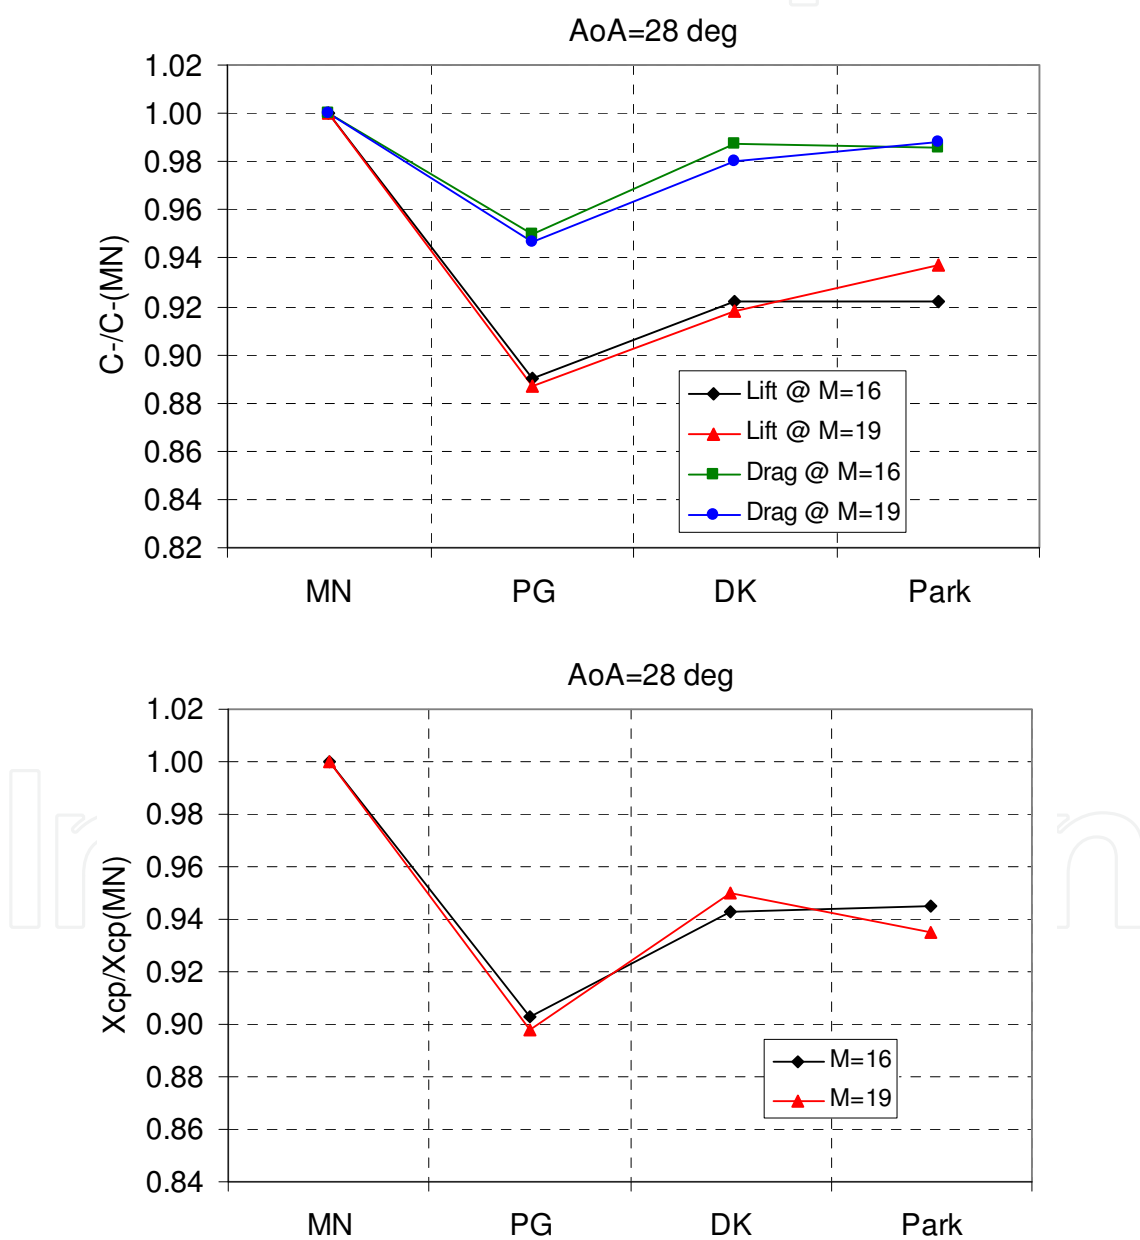 AoA=28 deg
1.02
1.00
0.98
0.96
0.94
0.92
0.90
0.88
0.86
0.84
0.82
C-/C-(MN)
Lift @ M=16
Lift @ M=19
Drag @ M=16
Drag @ M=19
MN PG DK Park
AoA=28 deg
1.02
1.00
0.98
0.96
0.94
0.92
0.90
0.88
0.86
0.84
Xcp/Xcp(MN)
M=16
M=19
MN PG DK Park